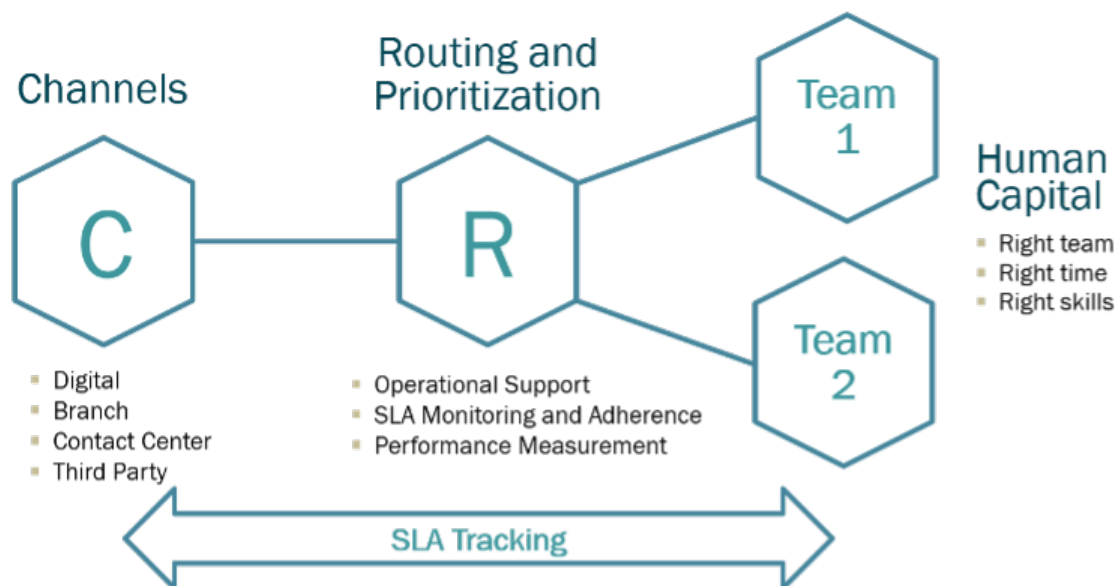 Channels
C
Digital
Branch
Contact Center
Third Party
Routing and
Prioritization
R
Operational Support
SLA Monitoring and Adherence
Performance Measurement
Team
1
Team
2
Human
Capital
Right team
Right time
Right skills
SLA Tracking